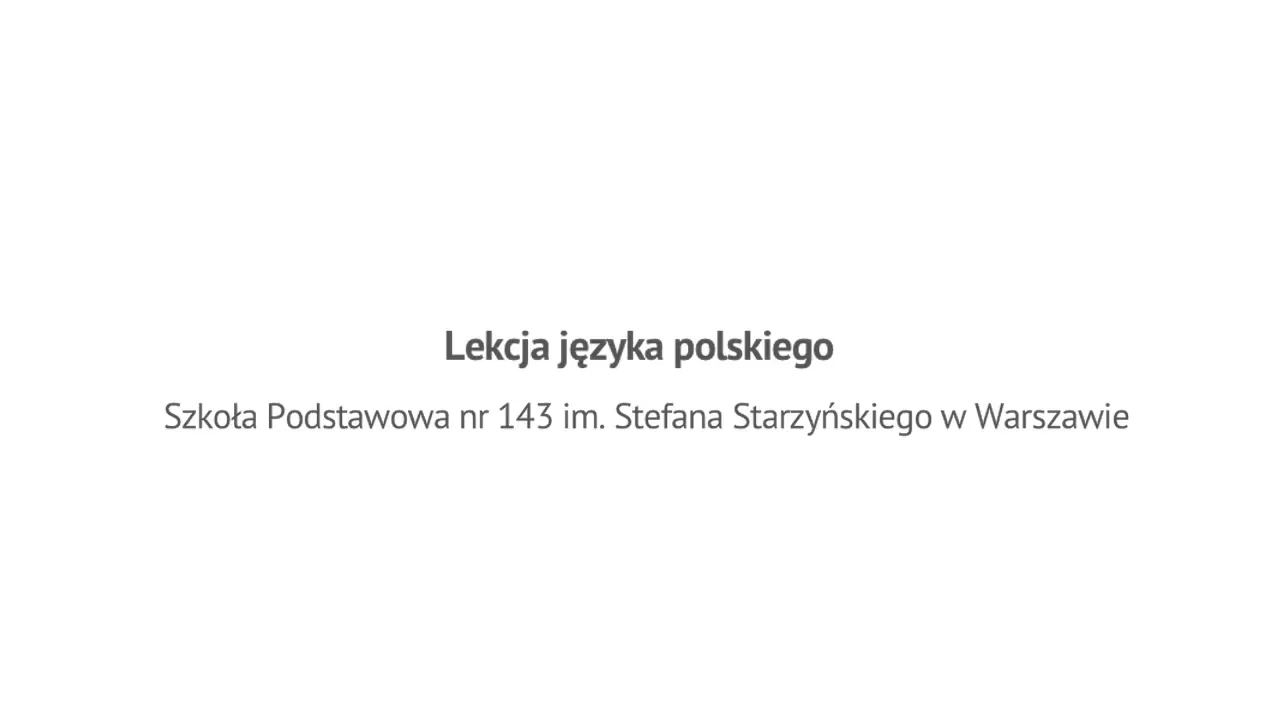 Lekcja języka polskiego
Szkoła Podstawowa nr 143 im. Stefana Starzyńskiego w Warszawie